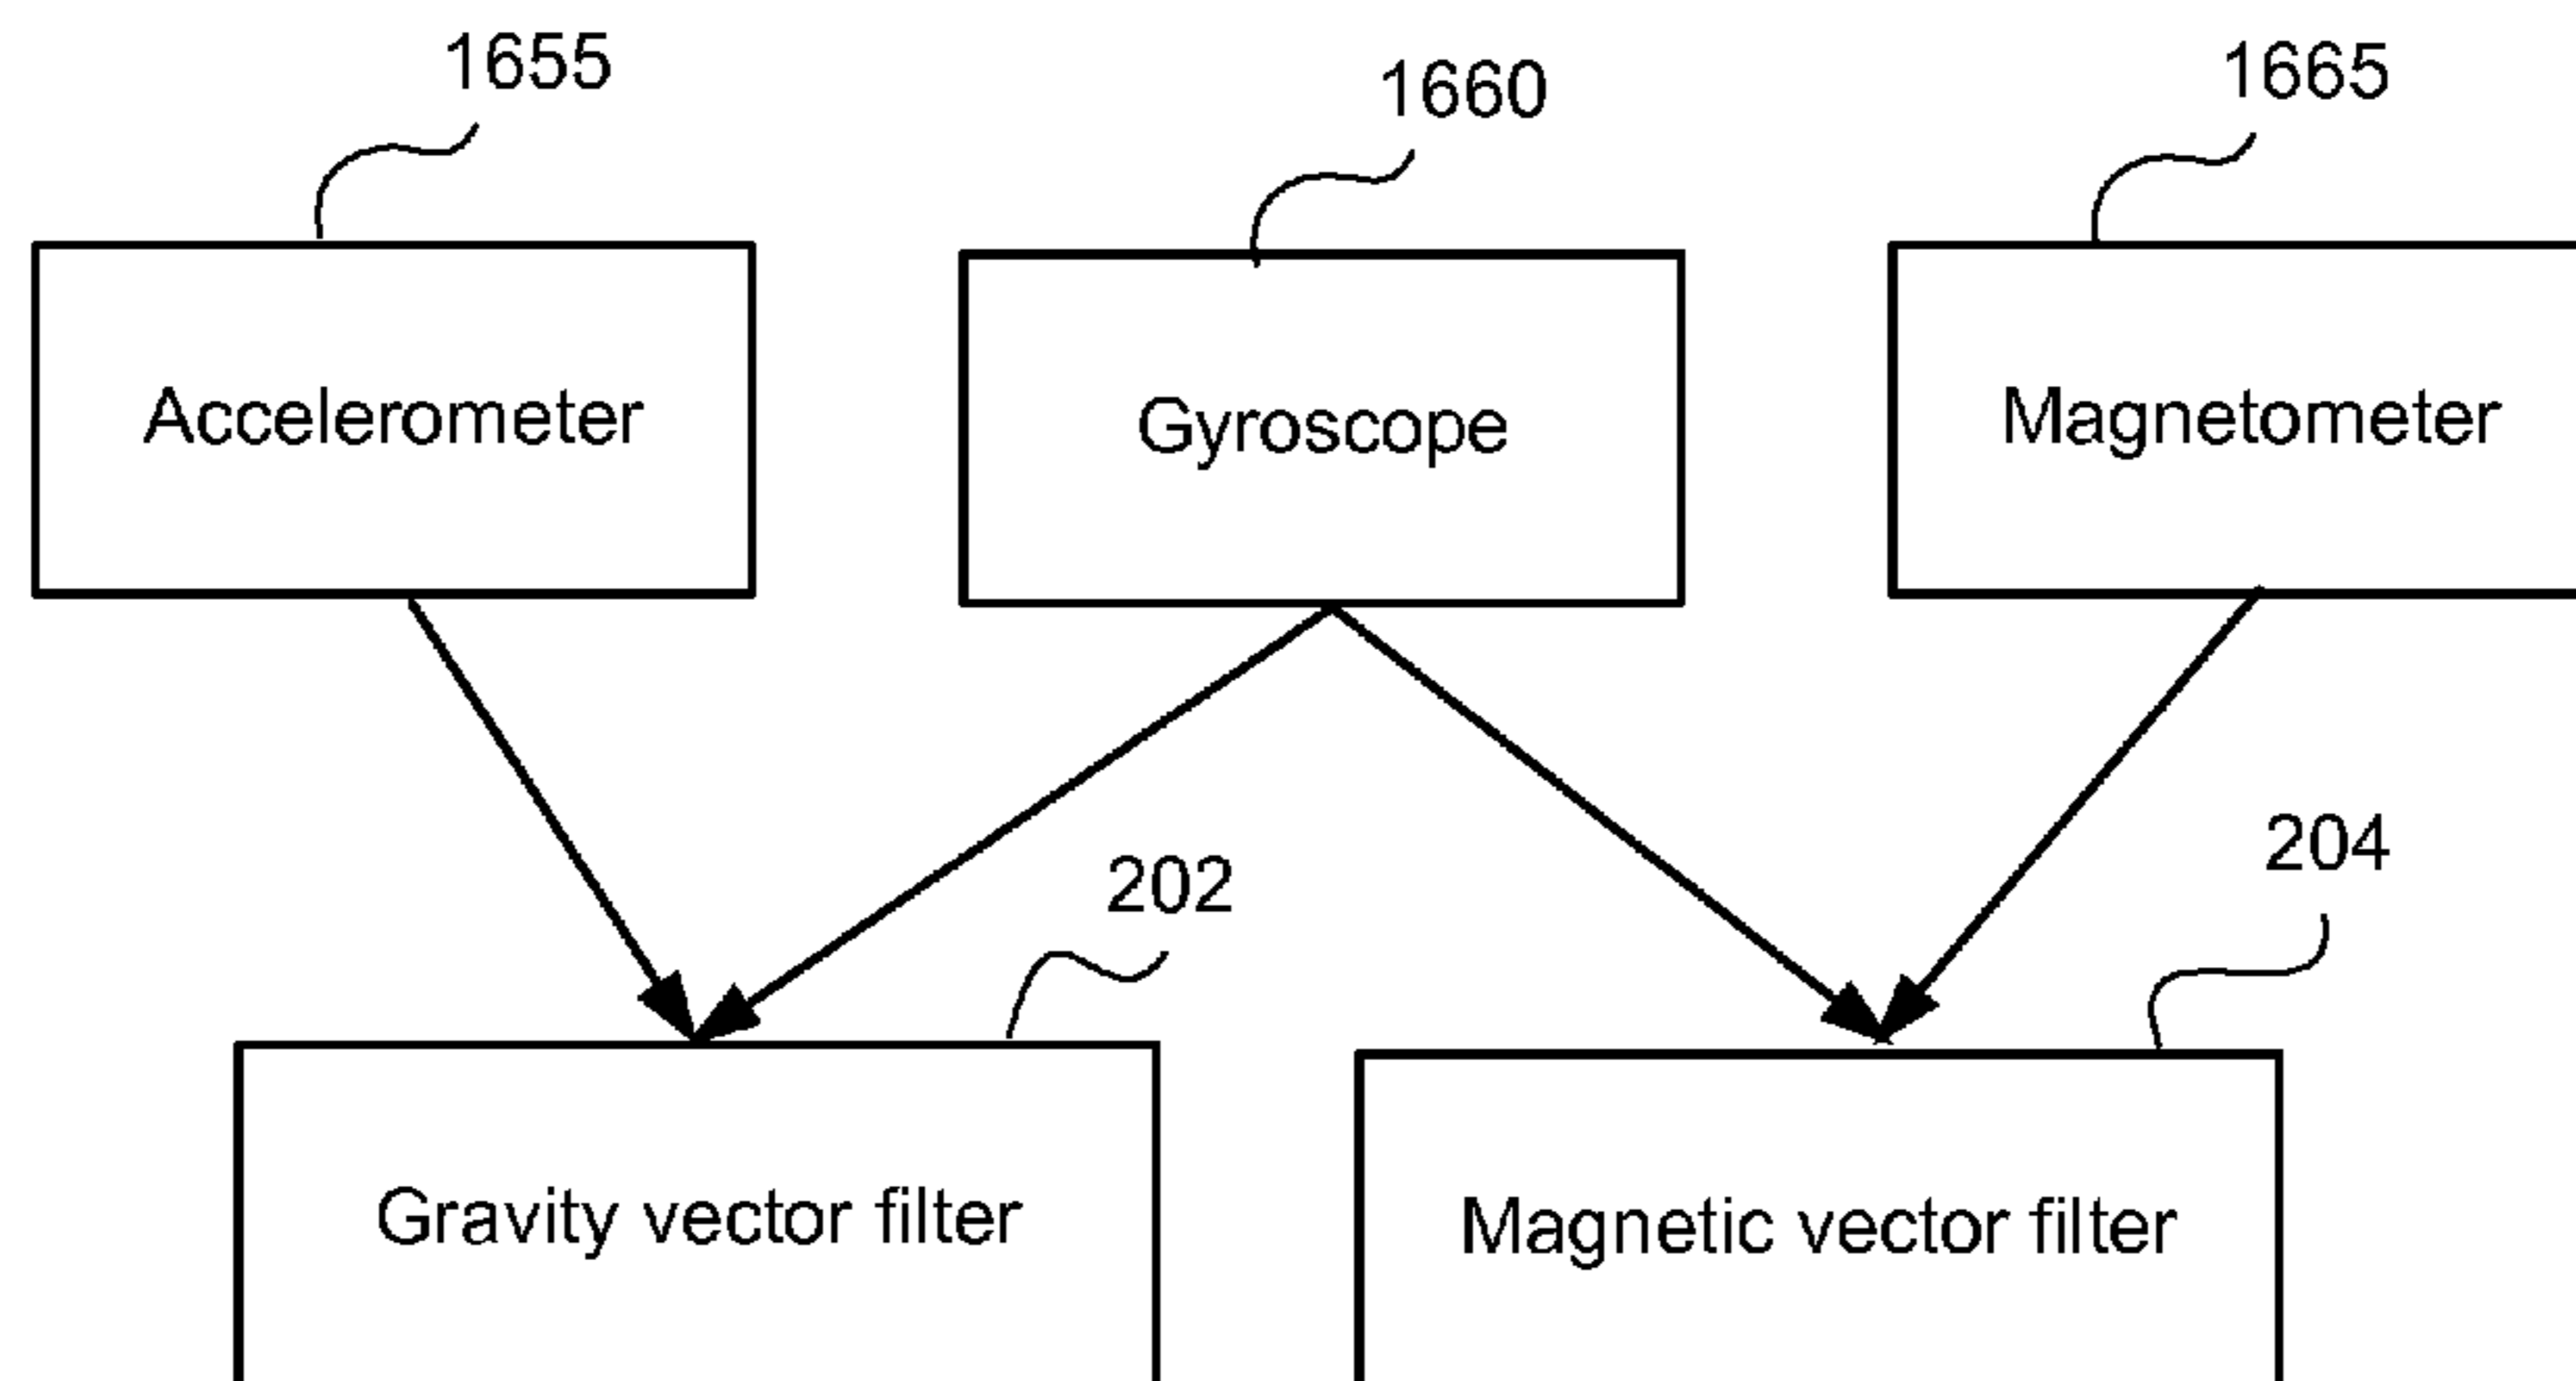 1655
1660
1665
Accelerometer
Gyroscope
Magnetometer
202
204
Gravity vector filter
Magnetic vector filter